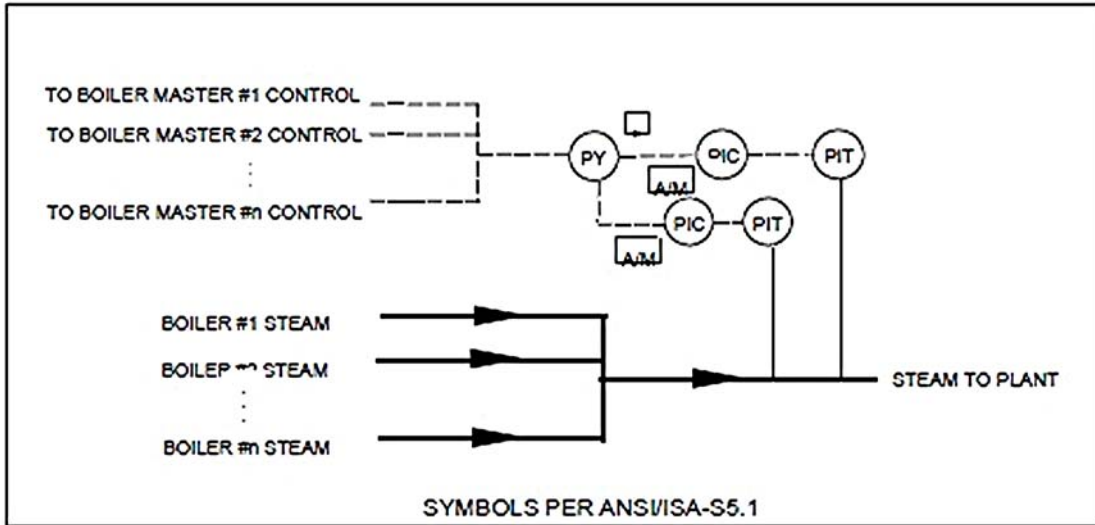 TO BOILER MASTER #1 CONTROL
TO BOILER MASTER #2 CONTROL
TO BOILER MASTER #n CONTROL
PY
PIC
PIT
A/M
PIC
PIT
A/M
BOILER #1 STEAM
STEAM
BOILER #n STEAM
STEAM TO PLANT
SYMBOLS PER ANSI/ISA-S5.1